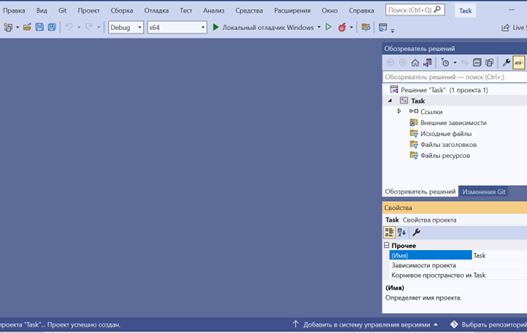 Правка Вид Git Проект Сборка Отладка Тест Анализ Средства Расширения Окно Справка Поиск (Ctrl+Q) Task
Debug x64 Локальный отладчик Windows Live S
Обозреватель решений
Обозреватель решений — поиск (Ctrl+;)
Решение "Task" (1 проекта 1)
Task
Ссылки
Внешние зависимости
Исходные файлы
Файлы заголовков
Файлы ресурсов
Обозреватель решений Изменения Git
Свойства
Task Свойства проекта
Прочее
(Имя) Task
Зависимости проекта
Корневое пространство им Task
(Имя)
Определяет имя проекта.
проекта "Task"... Проект успешно создан. Добавить в систему управления версиями Выбрать репозитори